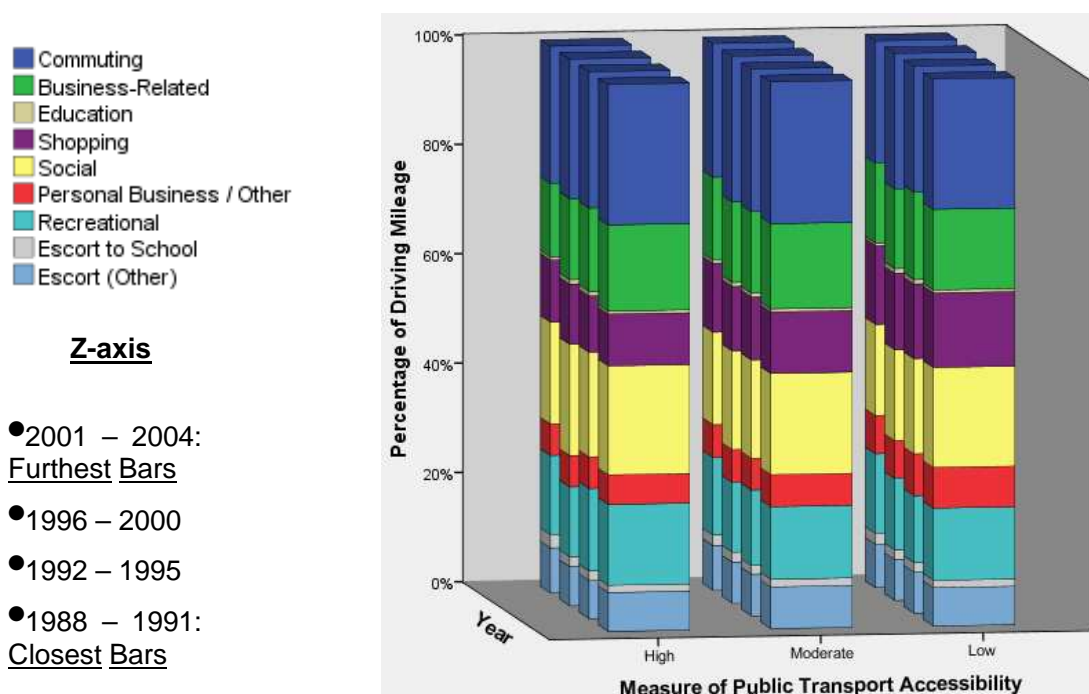 Commuting
Business-Related
Education
Shopping
Social
Personal Business / Other
Recreational
Escort to School
Escort (Other)
Z-axis
●2001 – 2004:
Furthest Bars
●1996 – 2000
●1992 – 1995
●1988 – 1991:
Closest Bars
Percentage of Driving Mileage
100%
80%
60%
40%
20%
0%
Year
High
Moderate
Low
Measure of Public Transport Accessibility